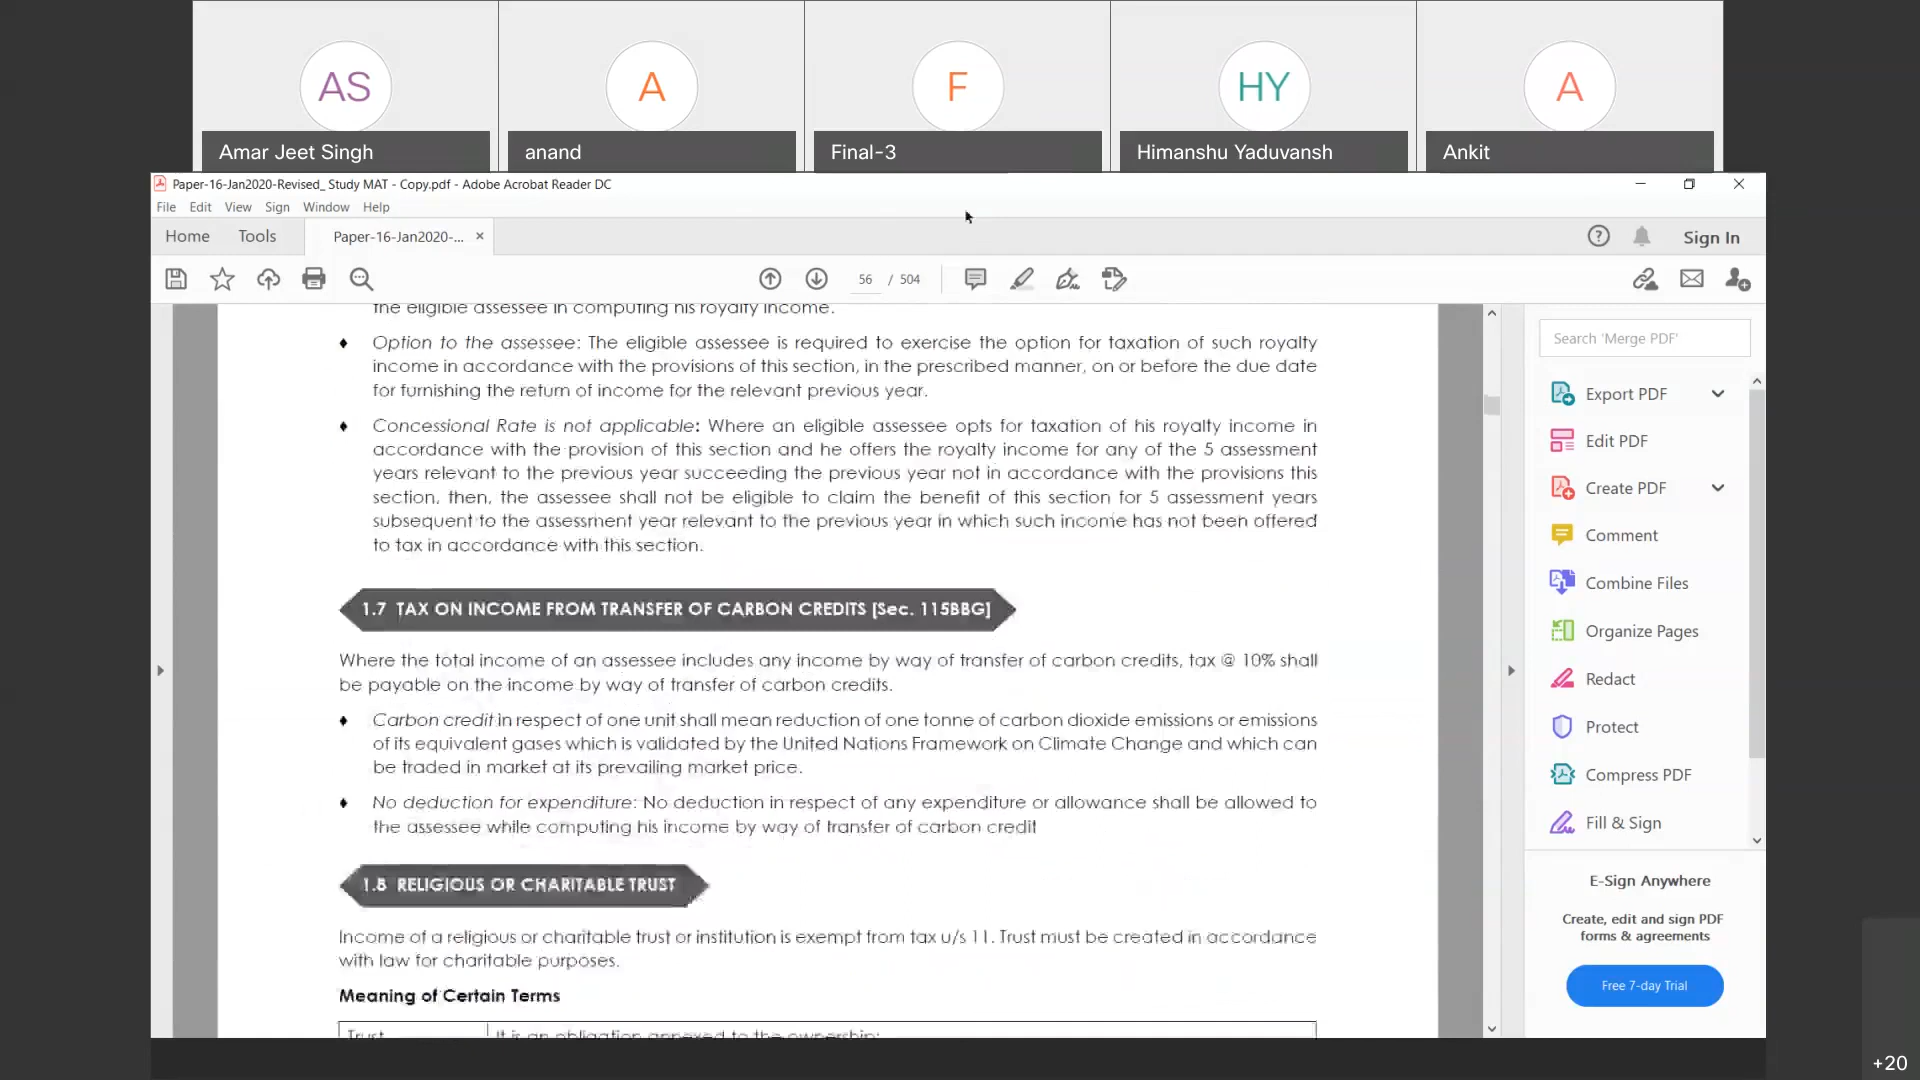 AS
A
F
HY
A
Amar Jeet Singh
anand
Final-3
Himanshu Yaduvansh
Ankit
Paper-16-Jan2020-Revised_ Study MAT - Copy.pdf - Adobe Acrobat Reader DC
File Edit View Sign Window Help
Home Tools Paper-16-Jan2020-... × Sign In
56 / 504
the eligible assessee in computing his royalty income.
♦ Option to the assessee: The eligible assessee is required to exercise the option for taxation of such royalty
income in accordance with the provisions of this section, in the prescribed manner, on or before the due date
for furnishing the return of income for the relevant previous year.
♦ Concessional Rate is not applicable: Where an eligible assessee opts for taxation of his royalty income in
accordance with the provision of this section and he offers the royalty income for any of the 5 assessment
years relevant to the previous year succeeding the previous year not in accordance with the provisions this
section, then, the assessee shall not be eligible to claim the benefit of this section for 5 assessment years
subsequent to the assessment year relevant to the previous year in which such income has not been offered
to tax in accordance with this section.
1.7 TAX ON INCOME FROM TRANSFER OF CARBON CREDITS [Sec. 115BBG]
Where the total income of an assessee includes any income by way of transfer of carbon credits, tax @ 10% shall
be payable on the income by way of transfer of carbon credits.
♦ Carbon credit in respect of one unit shall mean reduction of one tonne of carbon dioxide emissions or emissions
of its equivalent gases which is validated by the United Nations Framework on Climate Change and which can
be traded in market at its prevailing market price.
♦ No deduction for expenditure: No deduction in respect of any expenditure or allowance shall be allowed to
the assessee while computing his income by way of transfer of carbon credit
1.8 RELIGIOUS OR CHARITABLE TRUST
Income of a religious or charitable trust or institution is exempt from tax u/s 11. Trust must be created in accordance
with law for charitable purposes.
Meaning of Certain Terms
Trust It is an obligation annexed to the ownership;
Search 'Merge PDF'
Export PDF
Edit PDF
Create PDF
Comment
Combine Files
Organize Pages
Redact
Protect
Compress PDF
Fill & Sign
E-Sign Anywhere
Create, edit and sign PDF
forms & agreements
Free 7-day Trial
+20